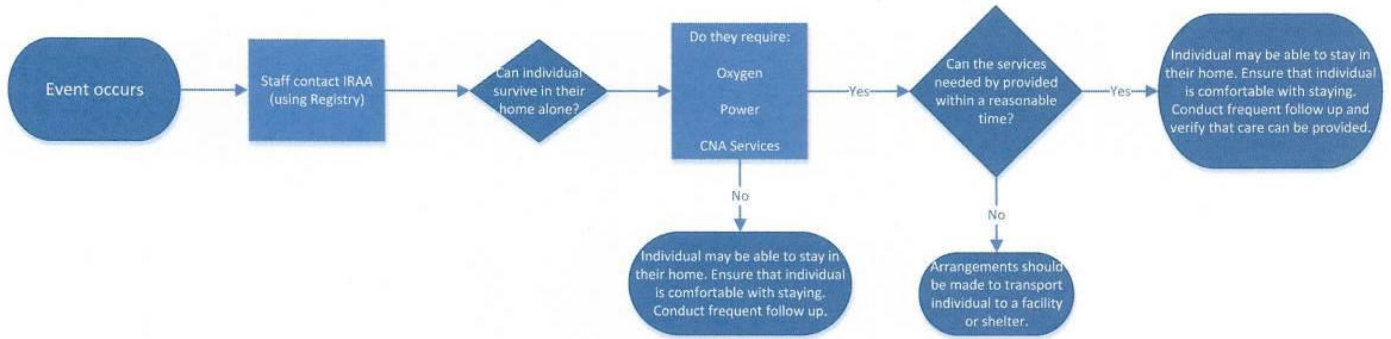 Event occurs
Staff contact IRAA
(using Registry)
Can individual
survive in their
home alone?
Do they require:
Oxygen
Power
CNA Services
Yes
Can the services
needed by provided
within a reasonable
time?
Yes
Individual may be able to stay in
their home. Ensure that individual
is comfortable with staying.
Conduct frequent follow up and
verify that care can be provided.
No
Individual may be able to stay in
their home. Ensure that individual
is comfortable with staying.
Conduct frequent follow up.
No
Arrangements should
be made to transport
individual to a facility
or shelter.